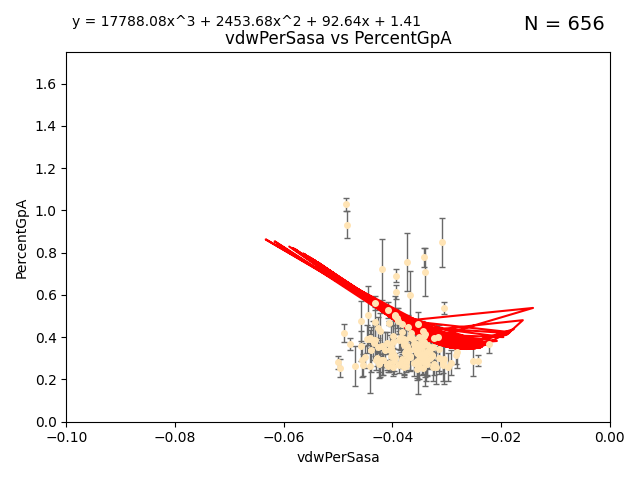 y = 17788.08x^3 + 2453.68x^2 + 92.64x + 1.41
N = 656
vdwPerSasa vs PercentGpA
1.6
1.4
1.2
1.0
0.8
0.6
0.4
0.2
0.0
PercentGpA
−0.10 −0.08 −0.06 −0.04 −0.02 0.00
vdwPerSasa